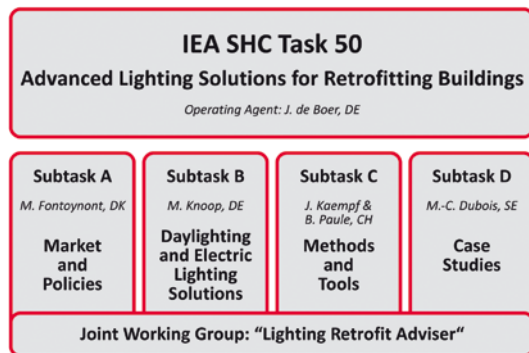 IEA SHC Task 50
Advanced Lighting Solutions for Retrofitting Buildings
Operating Agent: J. de Boer, DE
Subtask A
M. Fontoynont, DK
Market
and
Policies
Subtask B
M. Knoop, DE
Daylighting
and Electric
Lighting
Solutions
Subtask C
J. Kaempf &
B. Paule, CH
Methods
and
Tools
Subtask D
M.-C. Dubois, SE
Case
Studies
Joint Working Group: “Lighting Retrofit Adviser“